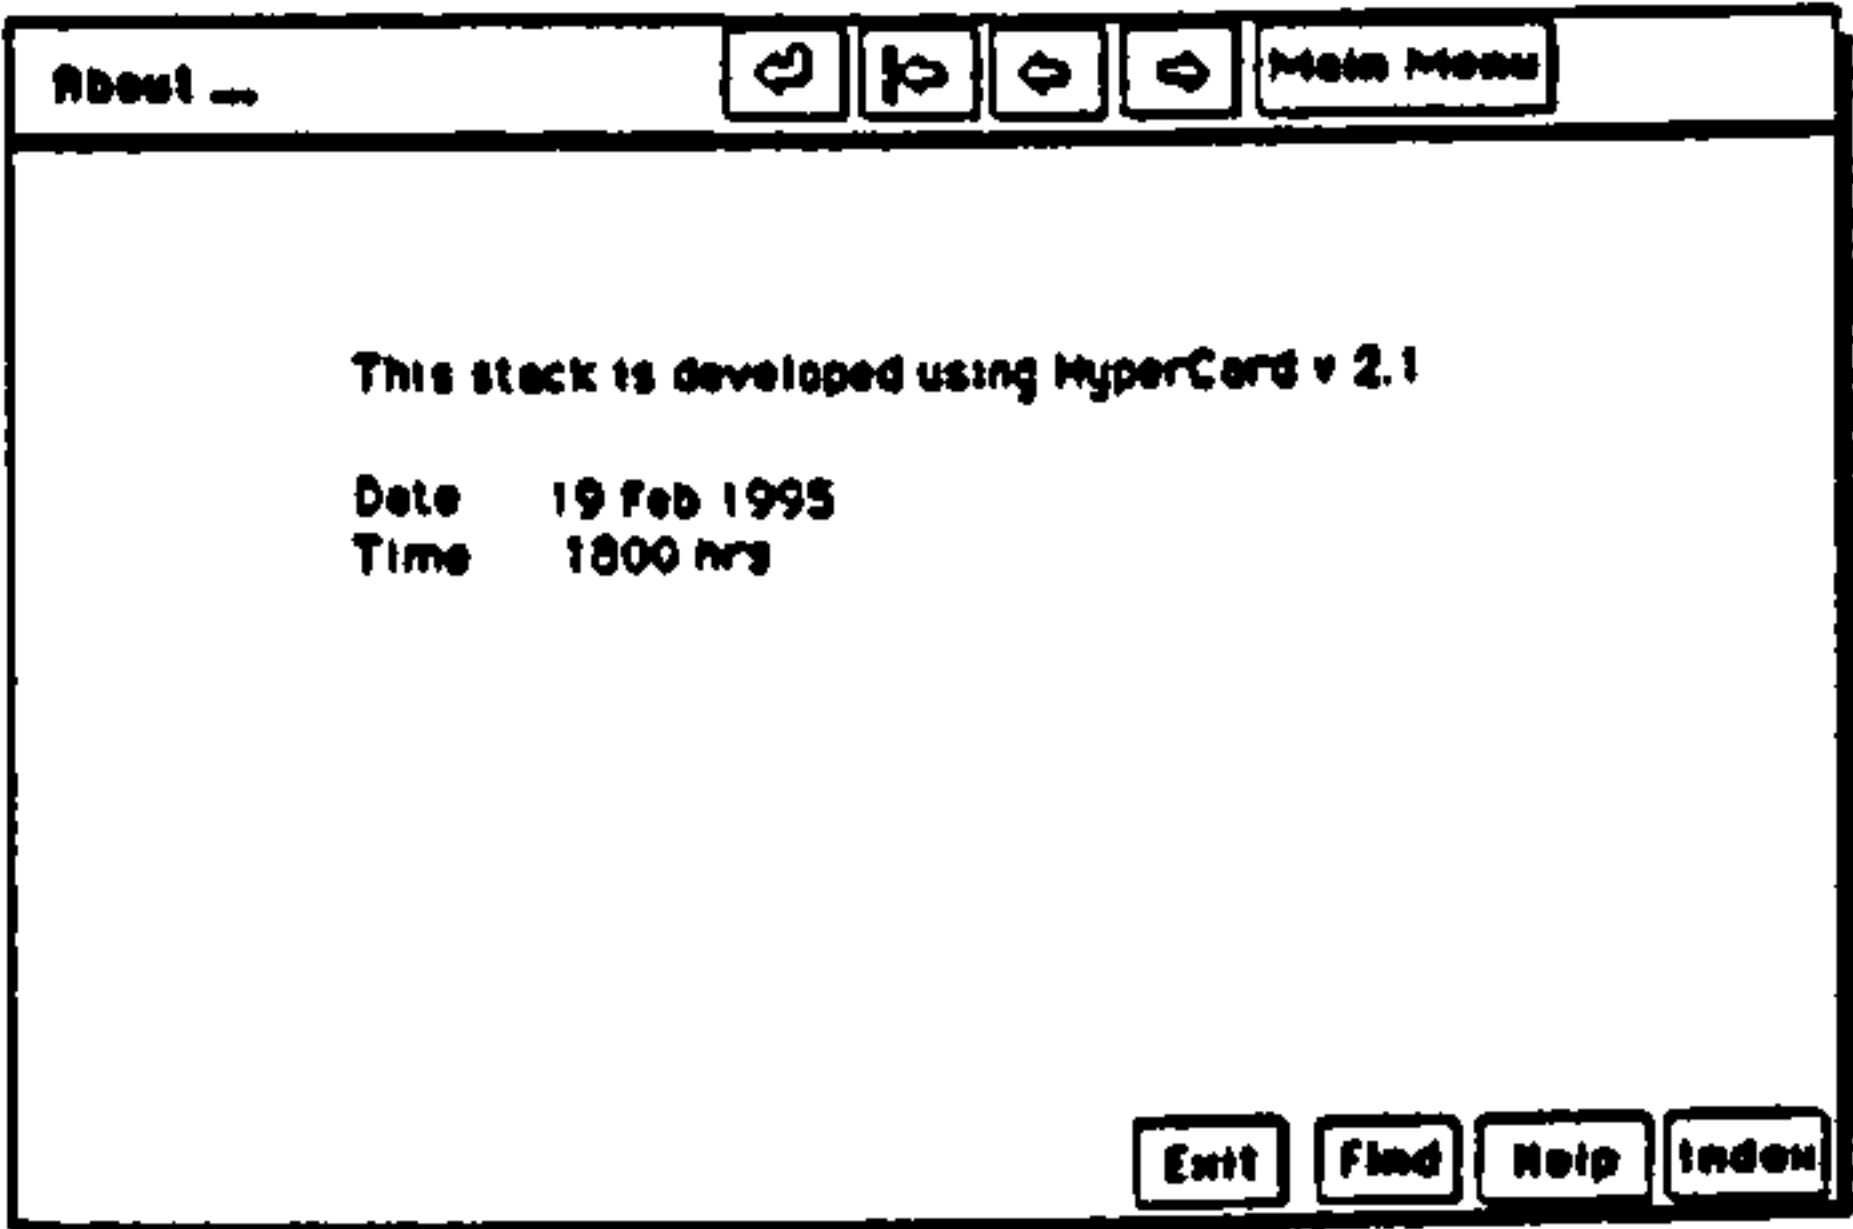 About ...
Main Menu
This stack is developed using HyperCard v 2.1
Date 19 Feb 1995
Time 1800 hrs
Exit Find Help Index